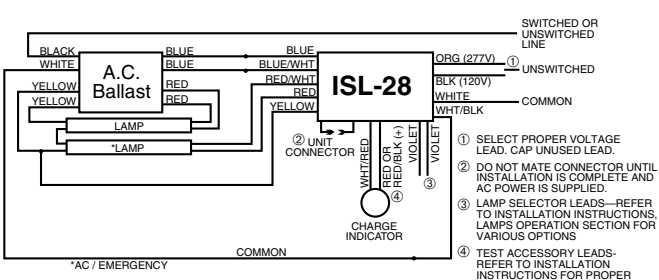 SWITCHED OR
UNSWITCHED
LINE
BLACK
BLUE
BLUE
WHITE
BLUE
BLUE/WHT
ORG (277V)
①
UNSWITCHED
A.C.
Ballast
ISL-28
RED/WHT
BLK (120V)
YELLOW
RED
RED
WHITE
COMMON
YELLOW
RED
YELLOW
WHT/BLK
LAMP
*LAMP
② UNIT
CONNECTOR
WHT/RED
RED OR
RED/BLK (+)
VIOLET
VIOLET
③
④
CHARGE
INDICATOR
COMMON
*AC / EMERGENCY
① SELECT PROPER VOLTAGE
LEAD. CAP UNUSED LEAD.
② DO NOT MATE CONNECTOR UNTIL
INSTALLATION IS COMPLETE AND
AC POWER IS SUPPLIED.
③ LAMP SELECTOR LEADS—REFER
TO INSTALLATION INSTRUCTIONS,
LAMPS OPERATION SECTION FOR
VARIOUS OPTIONS
④ TEST ACCESSORY LEADS-
REFER TO INSTALLATION
INSTRUCTIONS FOR PROPER